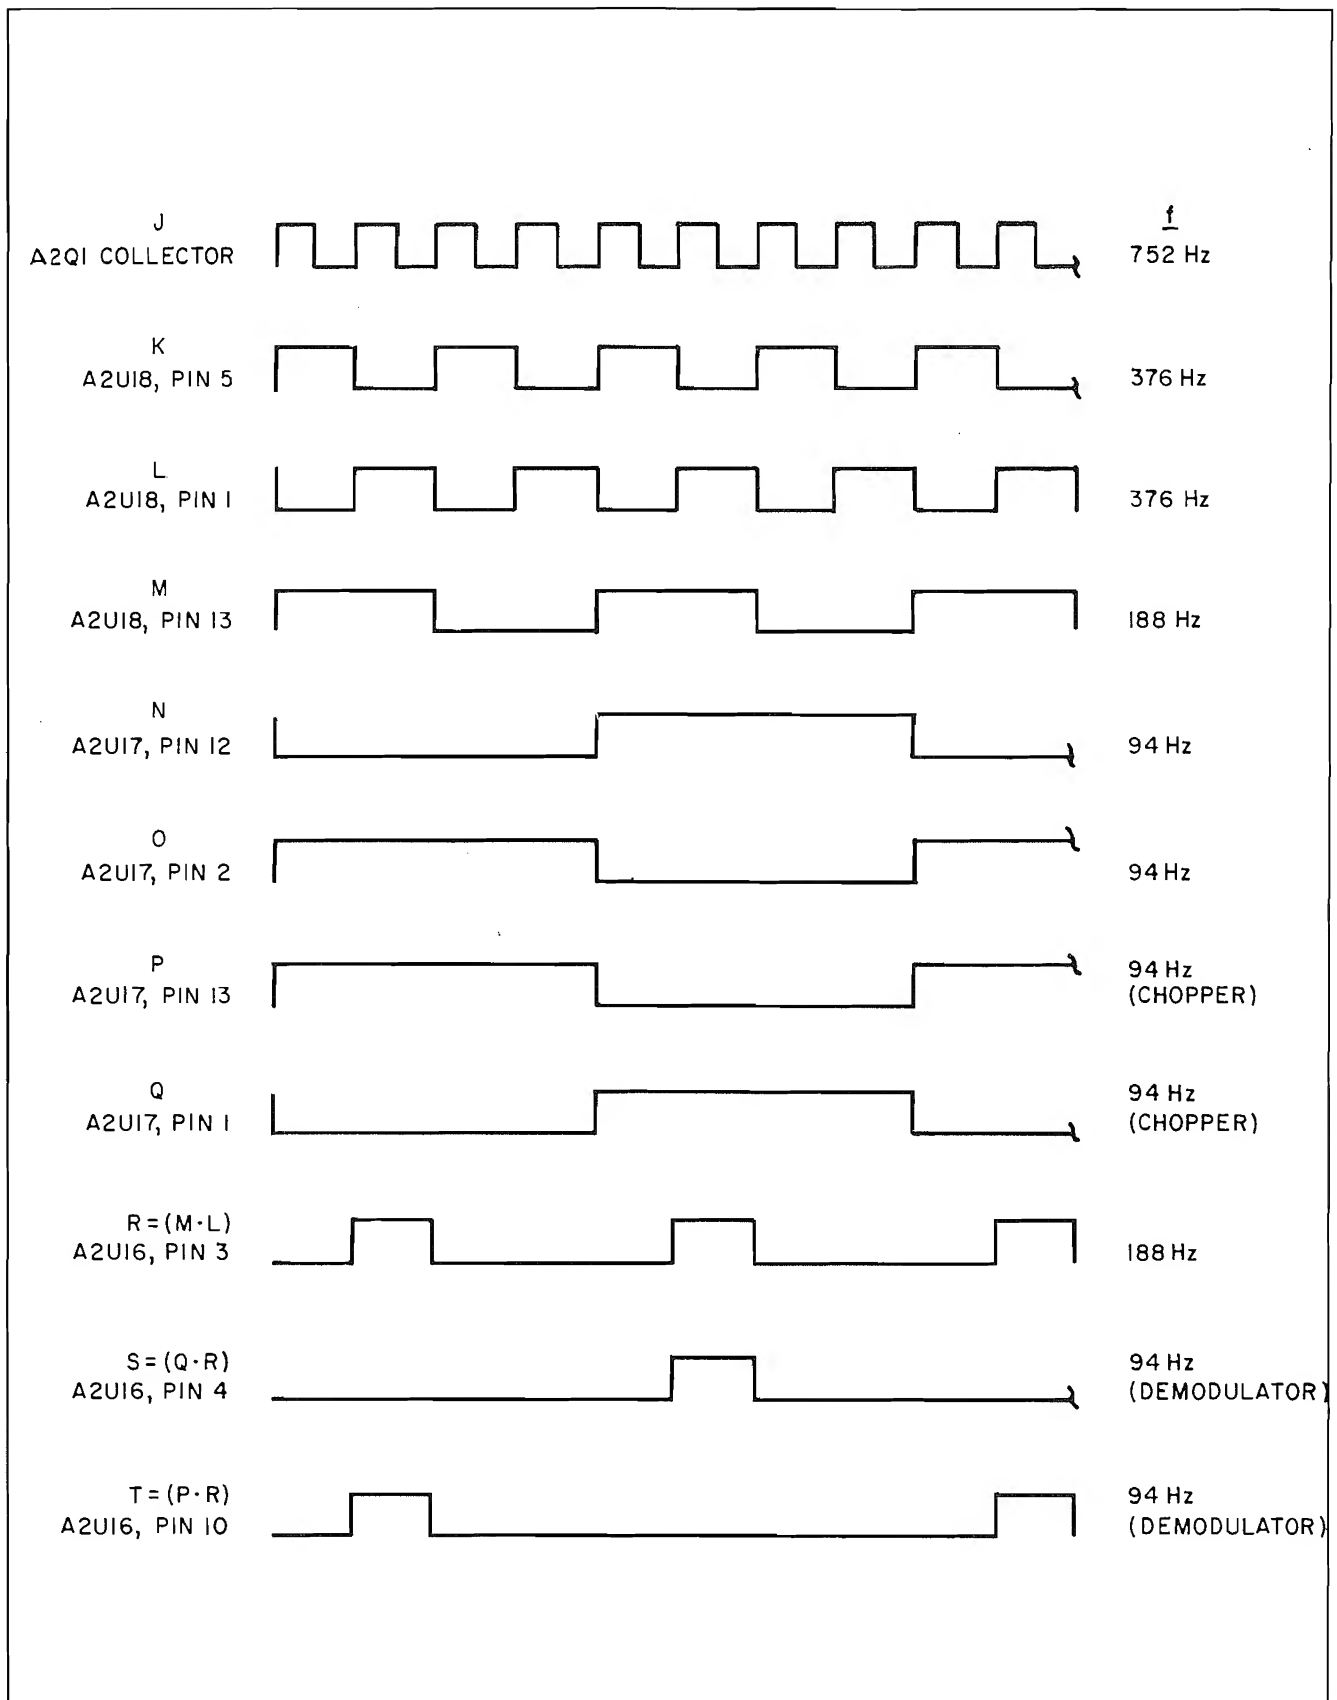 f
J
A2Q1 COLLECTOR
752 Hz
K
A2U18, PIN 5
376 Hz
L
A2U18, PIN 1
376 Hz
M
A2U18, PIN 13
188 Hz
N
A2U17, PIN 12
94 Hz
O
A2U17, PIN 2
94 Hz
P
A2U17, PIN 13
94 Hz
(CHOPPER)
Q
A2U17, PIN 1
94 Hz
(CHOPPER)
R=(M·L)
A2U16, PIN 3
188 Hz
S=(Q·R)
A2U16, PIN 4
94 Hz
(DEMODULATOR)
T=(P·R)
A2U16, PIN 10
94 Hz
(DEMODULATOR)